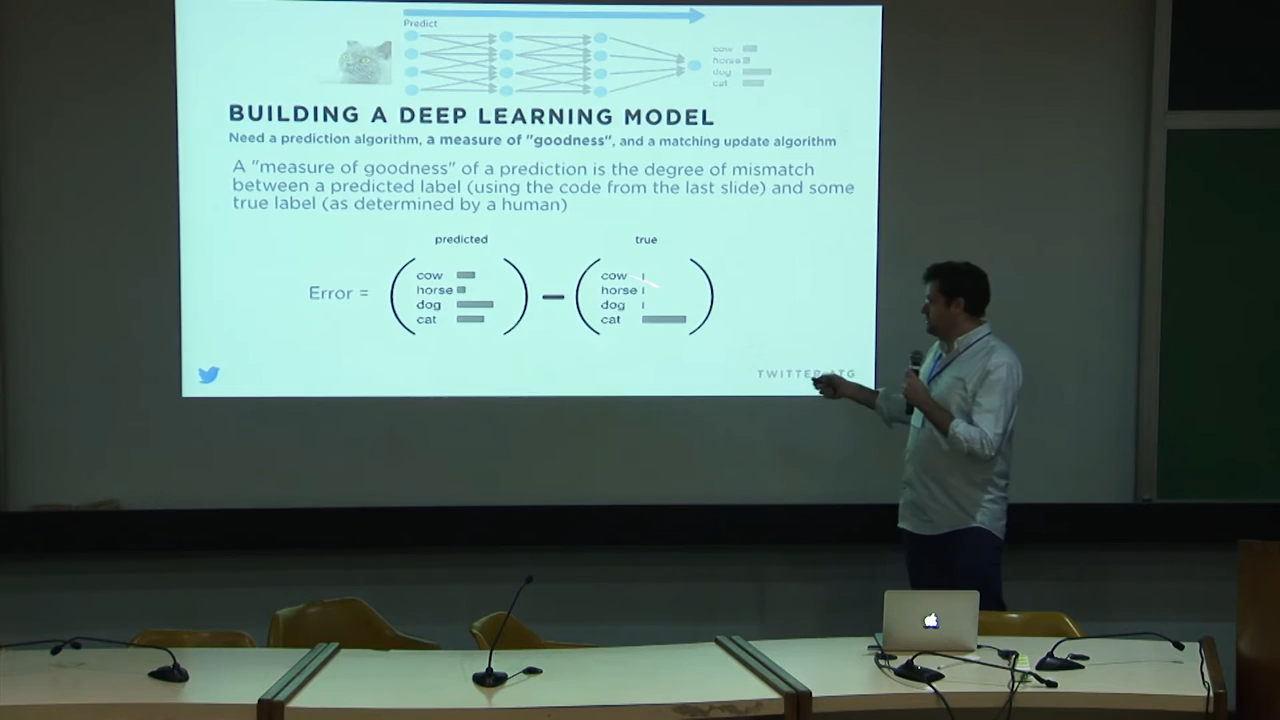 Predict
cow
horse
dog
cat
BUILDING A DEEP LEARNING MODEL
Need a prediction algorithm, a measure of "goodness", and a matching update algorithm
A "measure of goodness" of a prediction is the degree of mismatch
between a predicted label (using the code from the last slide) and some
true label (as determined by a human)
predicted
true
Error =
cow
horse
dog
cat
−
cow
horse
dog
cat
TWITTER ATG